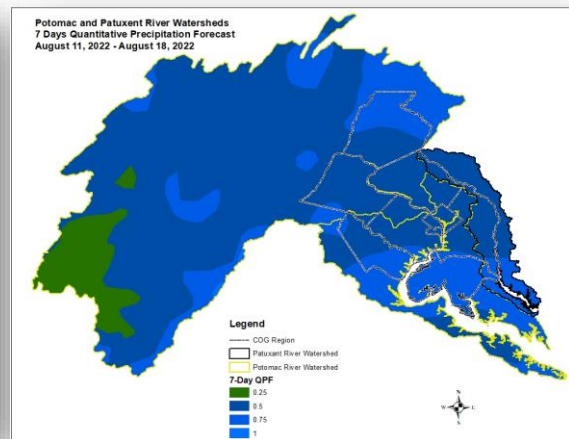 Potomac and Patuxent River Watersheds
7 Days Quantitative Precipitation Forecast
August 11, 2022 - August 18, 2022
Legend
COG Region
Patuxent River Watershed
Potomac River Watershed
7-Day QPF
0.25
0.5
0.75
1
N
W
E
S